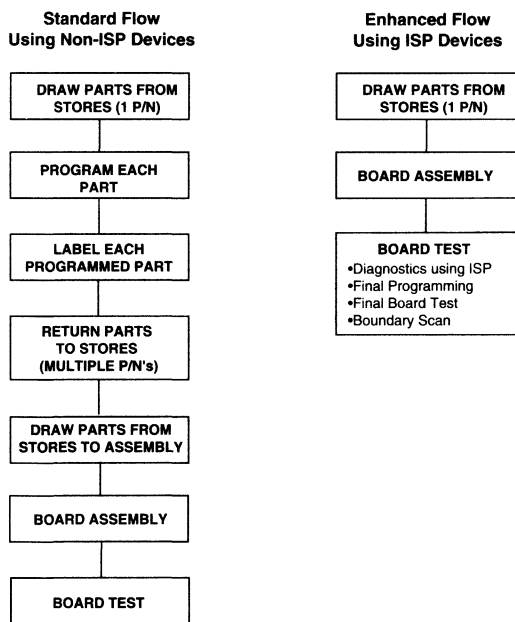 Standard Flow
Using Non-ISP Devices
DRAW PARTS FROM
STORES (1 P/N)
PROGRAM EACH
PART
LABEL EACH
PROGRAMMED PART
RETURN PARTS
TO STORES
(MULTIPLE P/N's)
DRAW PARTS FROM
STORES TO ASSEMBLY
BOARD ASSEMBLY
BOARD TEST
Enhanced Flow
Using ISP Devices
DRAW PARTS FROM
STORES (1 P/N)
BOARD ASSEMBLY
BOARD TEST
•Diagnostics using ISP
•Final Programming
•Final Board Test
•Boundary Scan